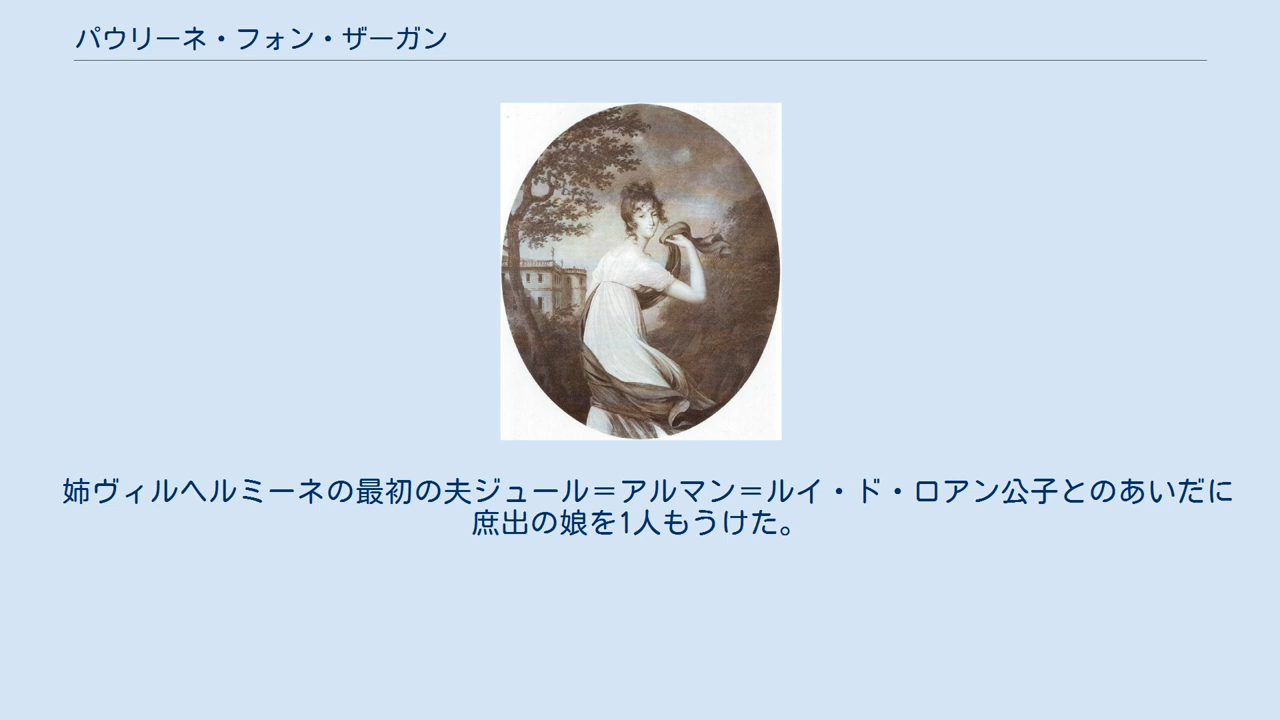 パウリーネ・フォン・ザーガン
姉ヴィルヘルミーネの最初の夫ジュール＝アルマン＝ルイ・ド・ロアン公子とのあいだに
庶出の娘を1人もうけた。